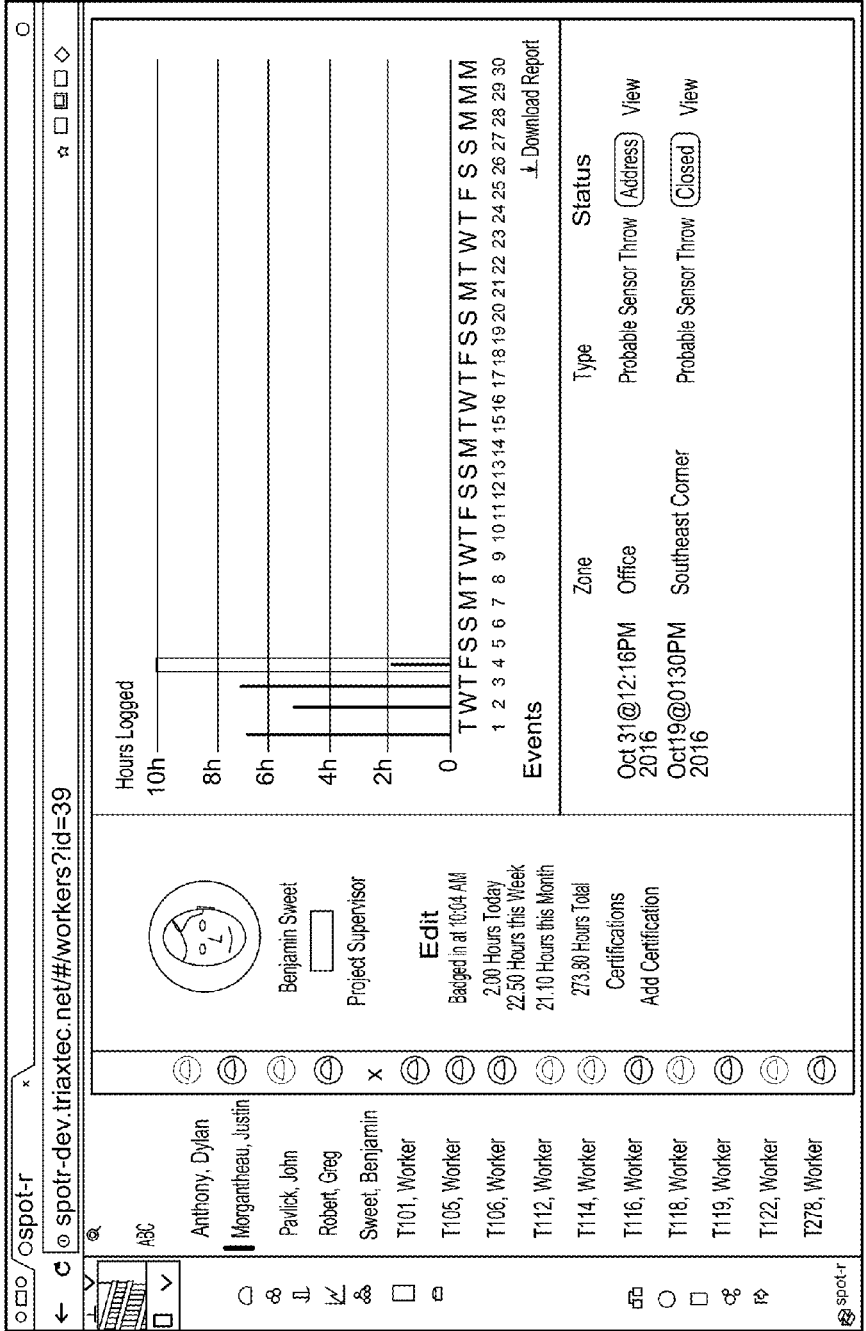 spot-r
spotr-dev.triaxtec.net/#/workers?id=39
ABC
Anthony, Dylan
Morgantheau, Justin
Pavlick, John
Robert, Greg
Sweet, Benjamin
T101, Worker
T105, Worker
T106, Worker
T112, Worker
T114, Worker
T116, Worker
T118, Worker
T119, Worker
T122, Worker
T278, Worker
spot-r
Benjamin Sweet
Project Supervisor
Edit
Badged in at 10:04 AM
2.00 Hours Today
22.50 Hours this Week
21.10 Hours this Month
273.80 Hours Total
Certifications
Add Certification
Hours Logged
10h
8h
6h
4h
2h
0
T W T F S S M T W T F S S M T W T F S S M T W T F S S M M M
1 2 3 4 5 6 7 8 9 10 11 12 13 14 15 16 17 18 19 20 21 22 23 24 25 26 27 28 29 30
Events
Download Report
Zone Type Status
Oct 31@12:16PM Office Probable Sensor Throw Address View
2016
Oct19@0130PM Southeast Corner Probable Sensor Throw Closed View
2016